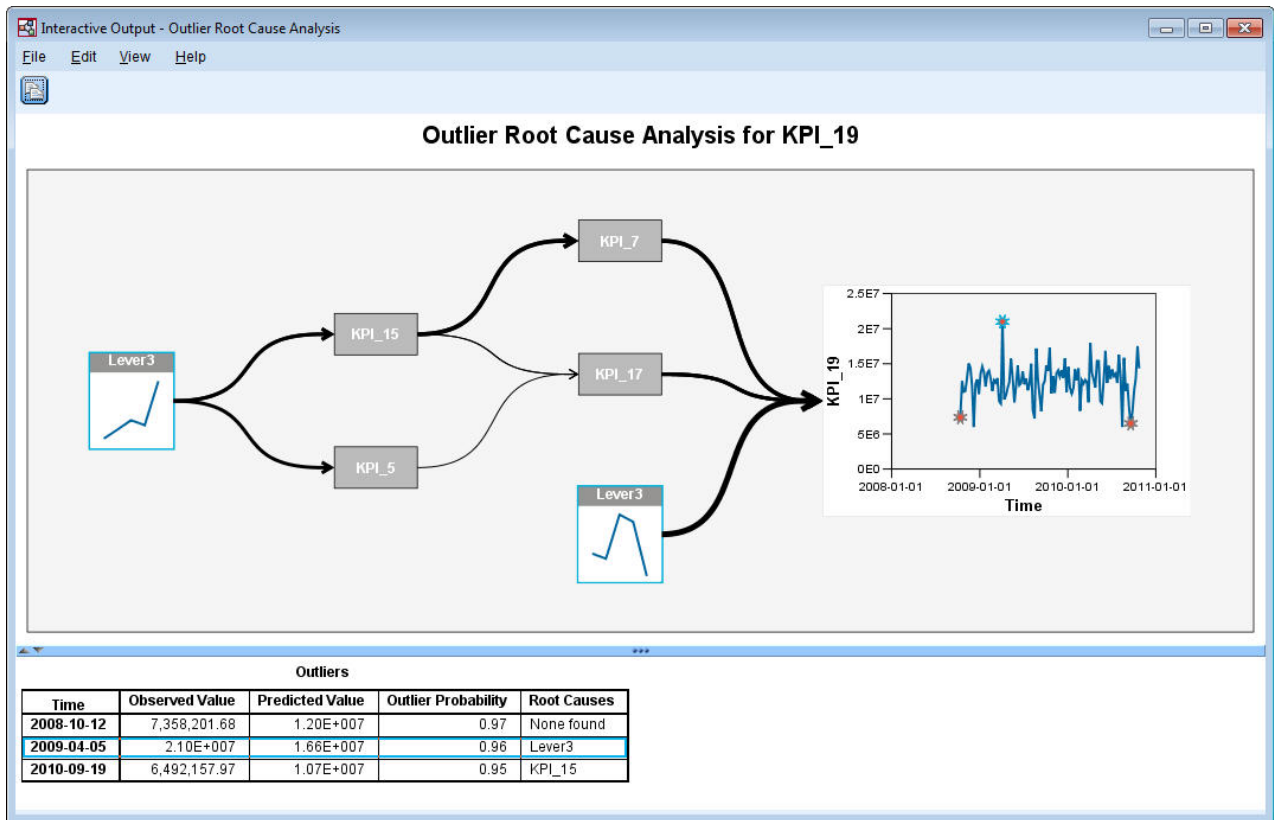 Interactive Output - Outlier Root Cause Analysis
File Edit View Help
Outlier Root Cause Analysis for KPI_19
KPI_7
KPI_15
Lever3
KPI_17
KPI_5
Lever3
KPI_19
2.5E7
2E7
1.5E7
1E7
5E6
0E0
2008-01-01 2009-01-01 2010-01-01 2011-01-01
Time
Outliers
Time Observed Value Predicted Value Outlier Probability Root Causes
2008-10-12 7,358,201.68 1.20E+007 0.97 None found
2009-04-05 2.10E+007 1.66E+007 0.96 Lever3
2010-09-19 6,492,157.97 1.07E+007 0.95 KPI_15